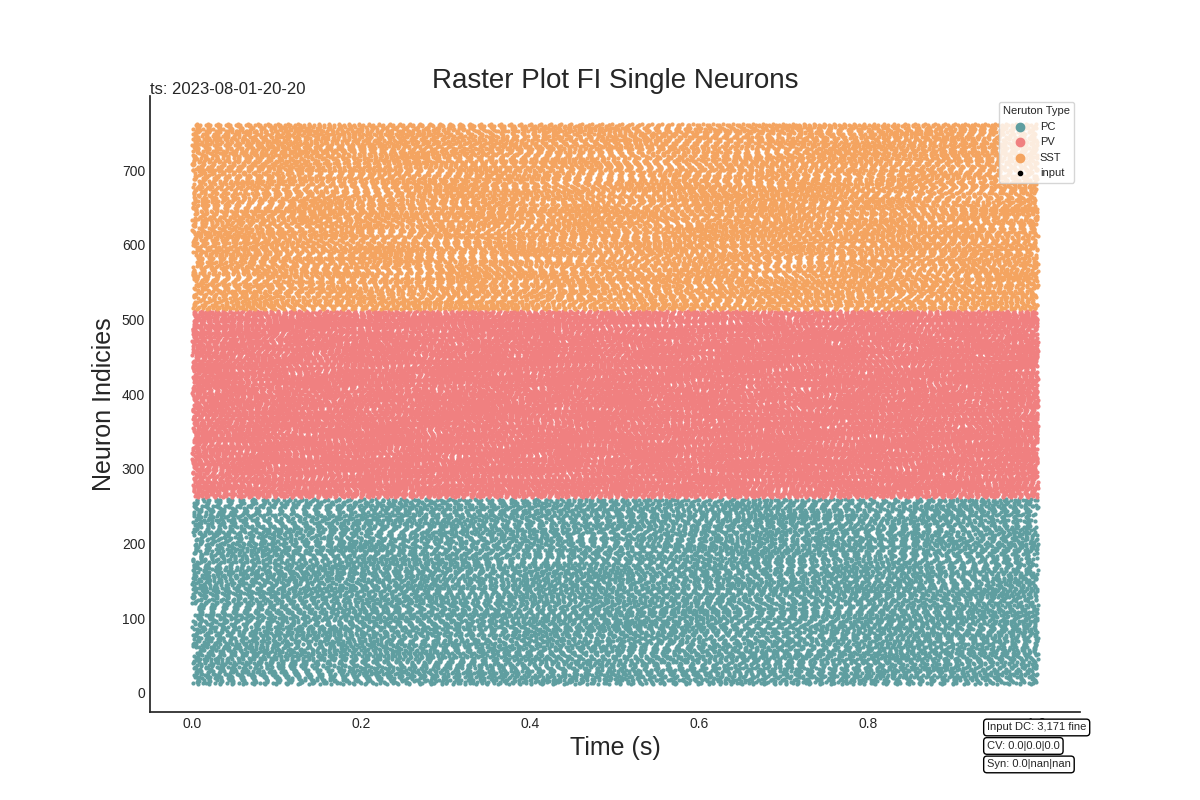 Raster Plot FI Single Neurons
ts: 2023-08-01-20-20
Neruton Type
PC
PV
SST
input
Neuron Indicies
700
600
500
400
300
200
100
0
0.0 0.2 0.4 0.6 0.8
Time (s)
Input DC: 3,171 fine
CV: 0.0|0.0|0.0
Syn: 0.0|nan|nan